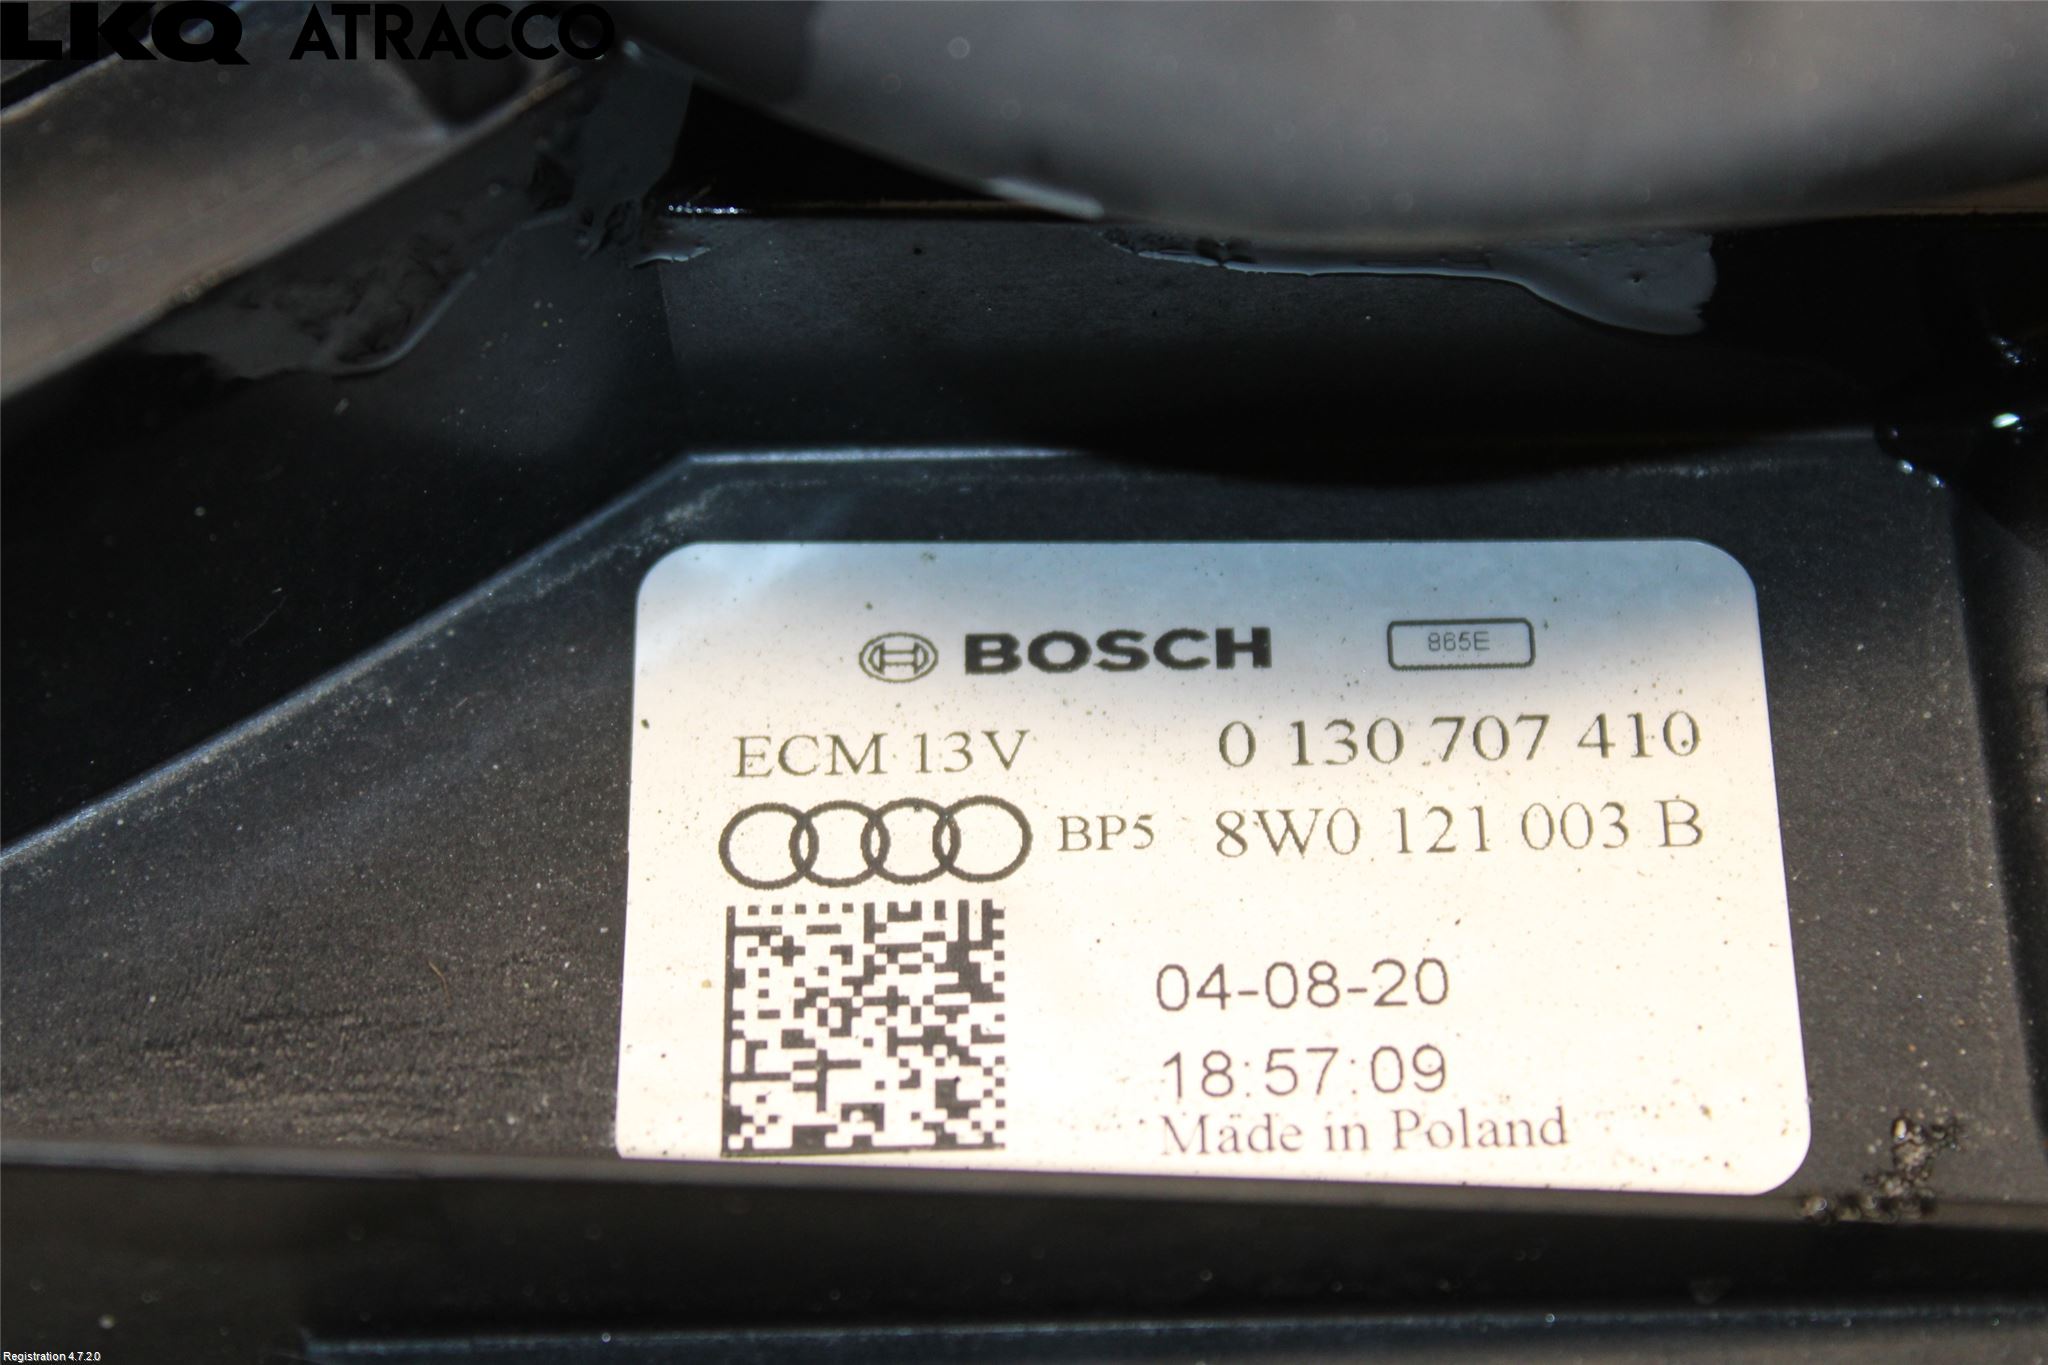 LKQ ATRACCO
BOSCH 865E
ECM 13V 0 130 707 410
BP5 8W0 121 003 B
04-08-20
18:57:09
Made in Poland
Registration 4.7.2.0